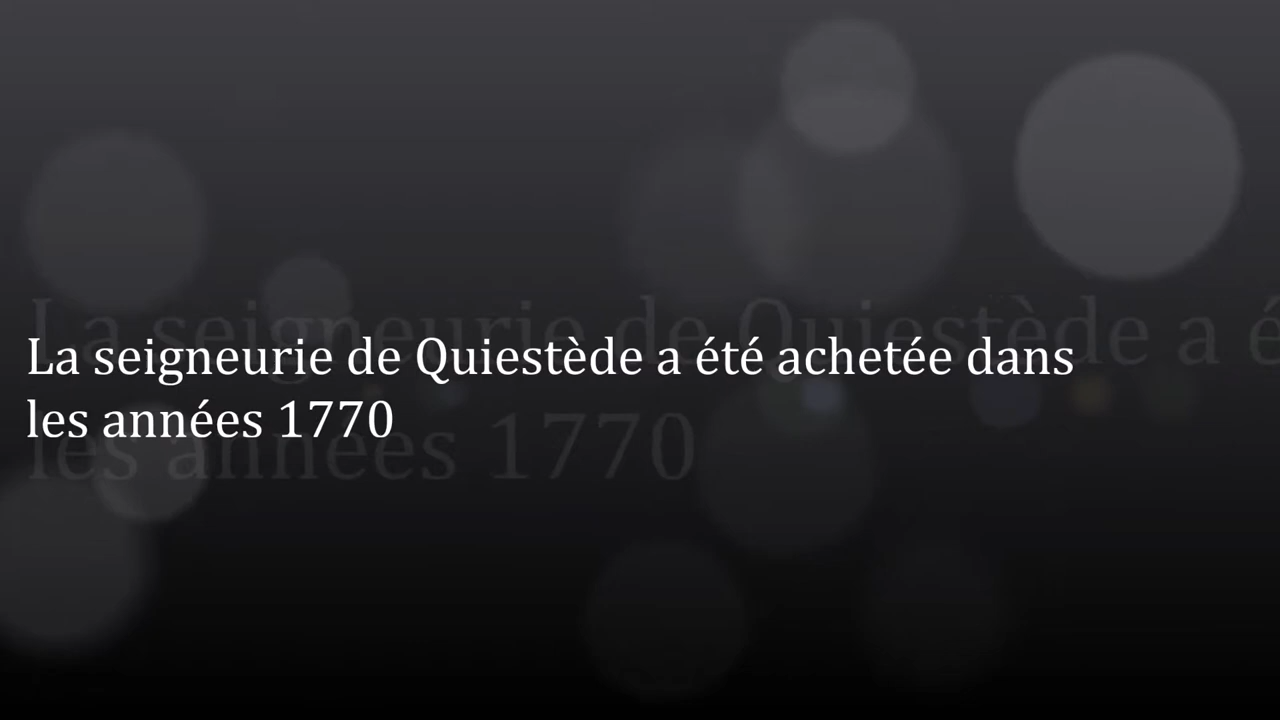 La seigneurie de Quiestède a été achetée dans
les années 1770